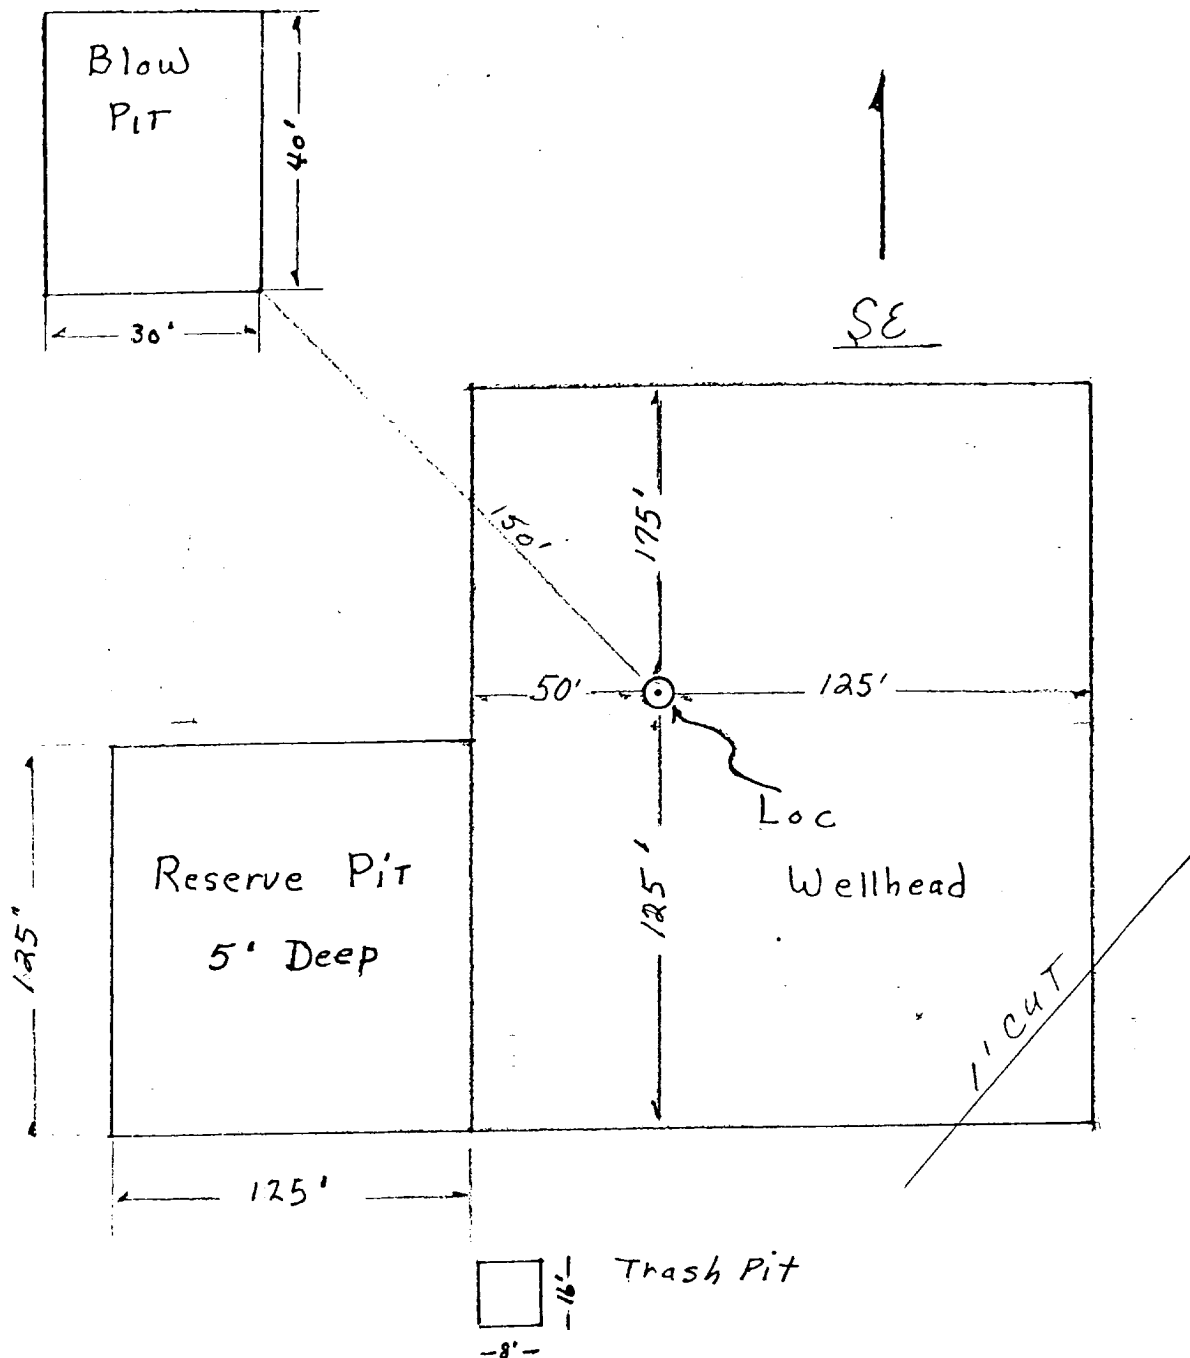 Blow
PIT
40'
30'
SE
175'
150'
50'
125'
Loc
Wellhead
125'
Reserve Pit
5' Deep
125"
1' CUT
125'
Trash Pit
16'
8'